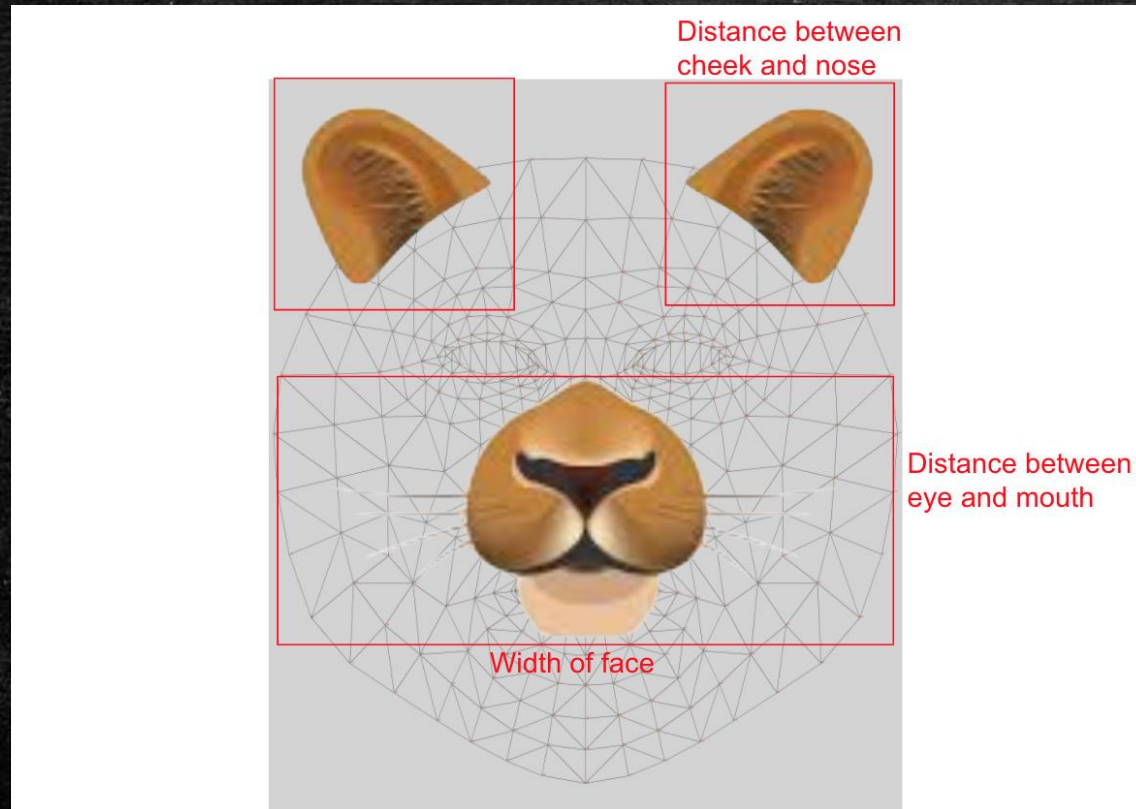 Distance between
cheek and nose
Distance between
eye and mouth
Width of face